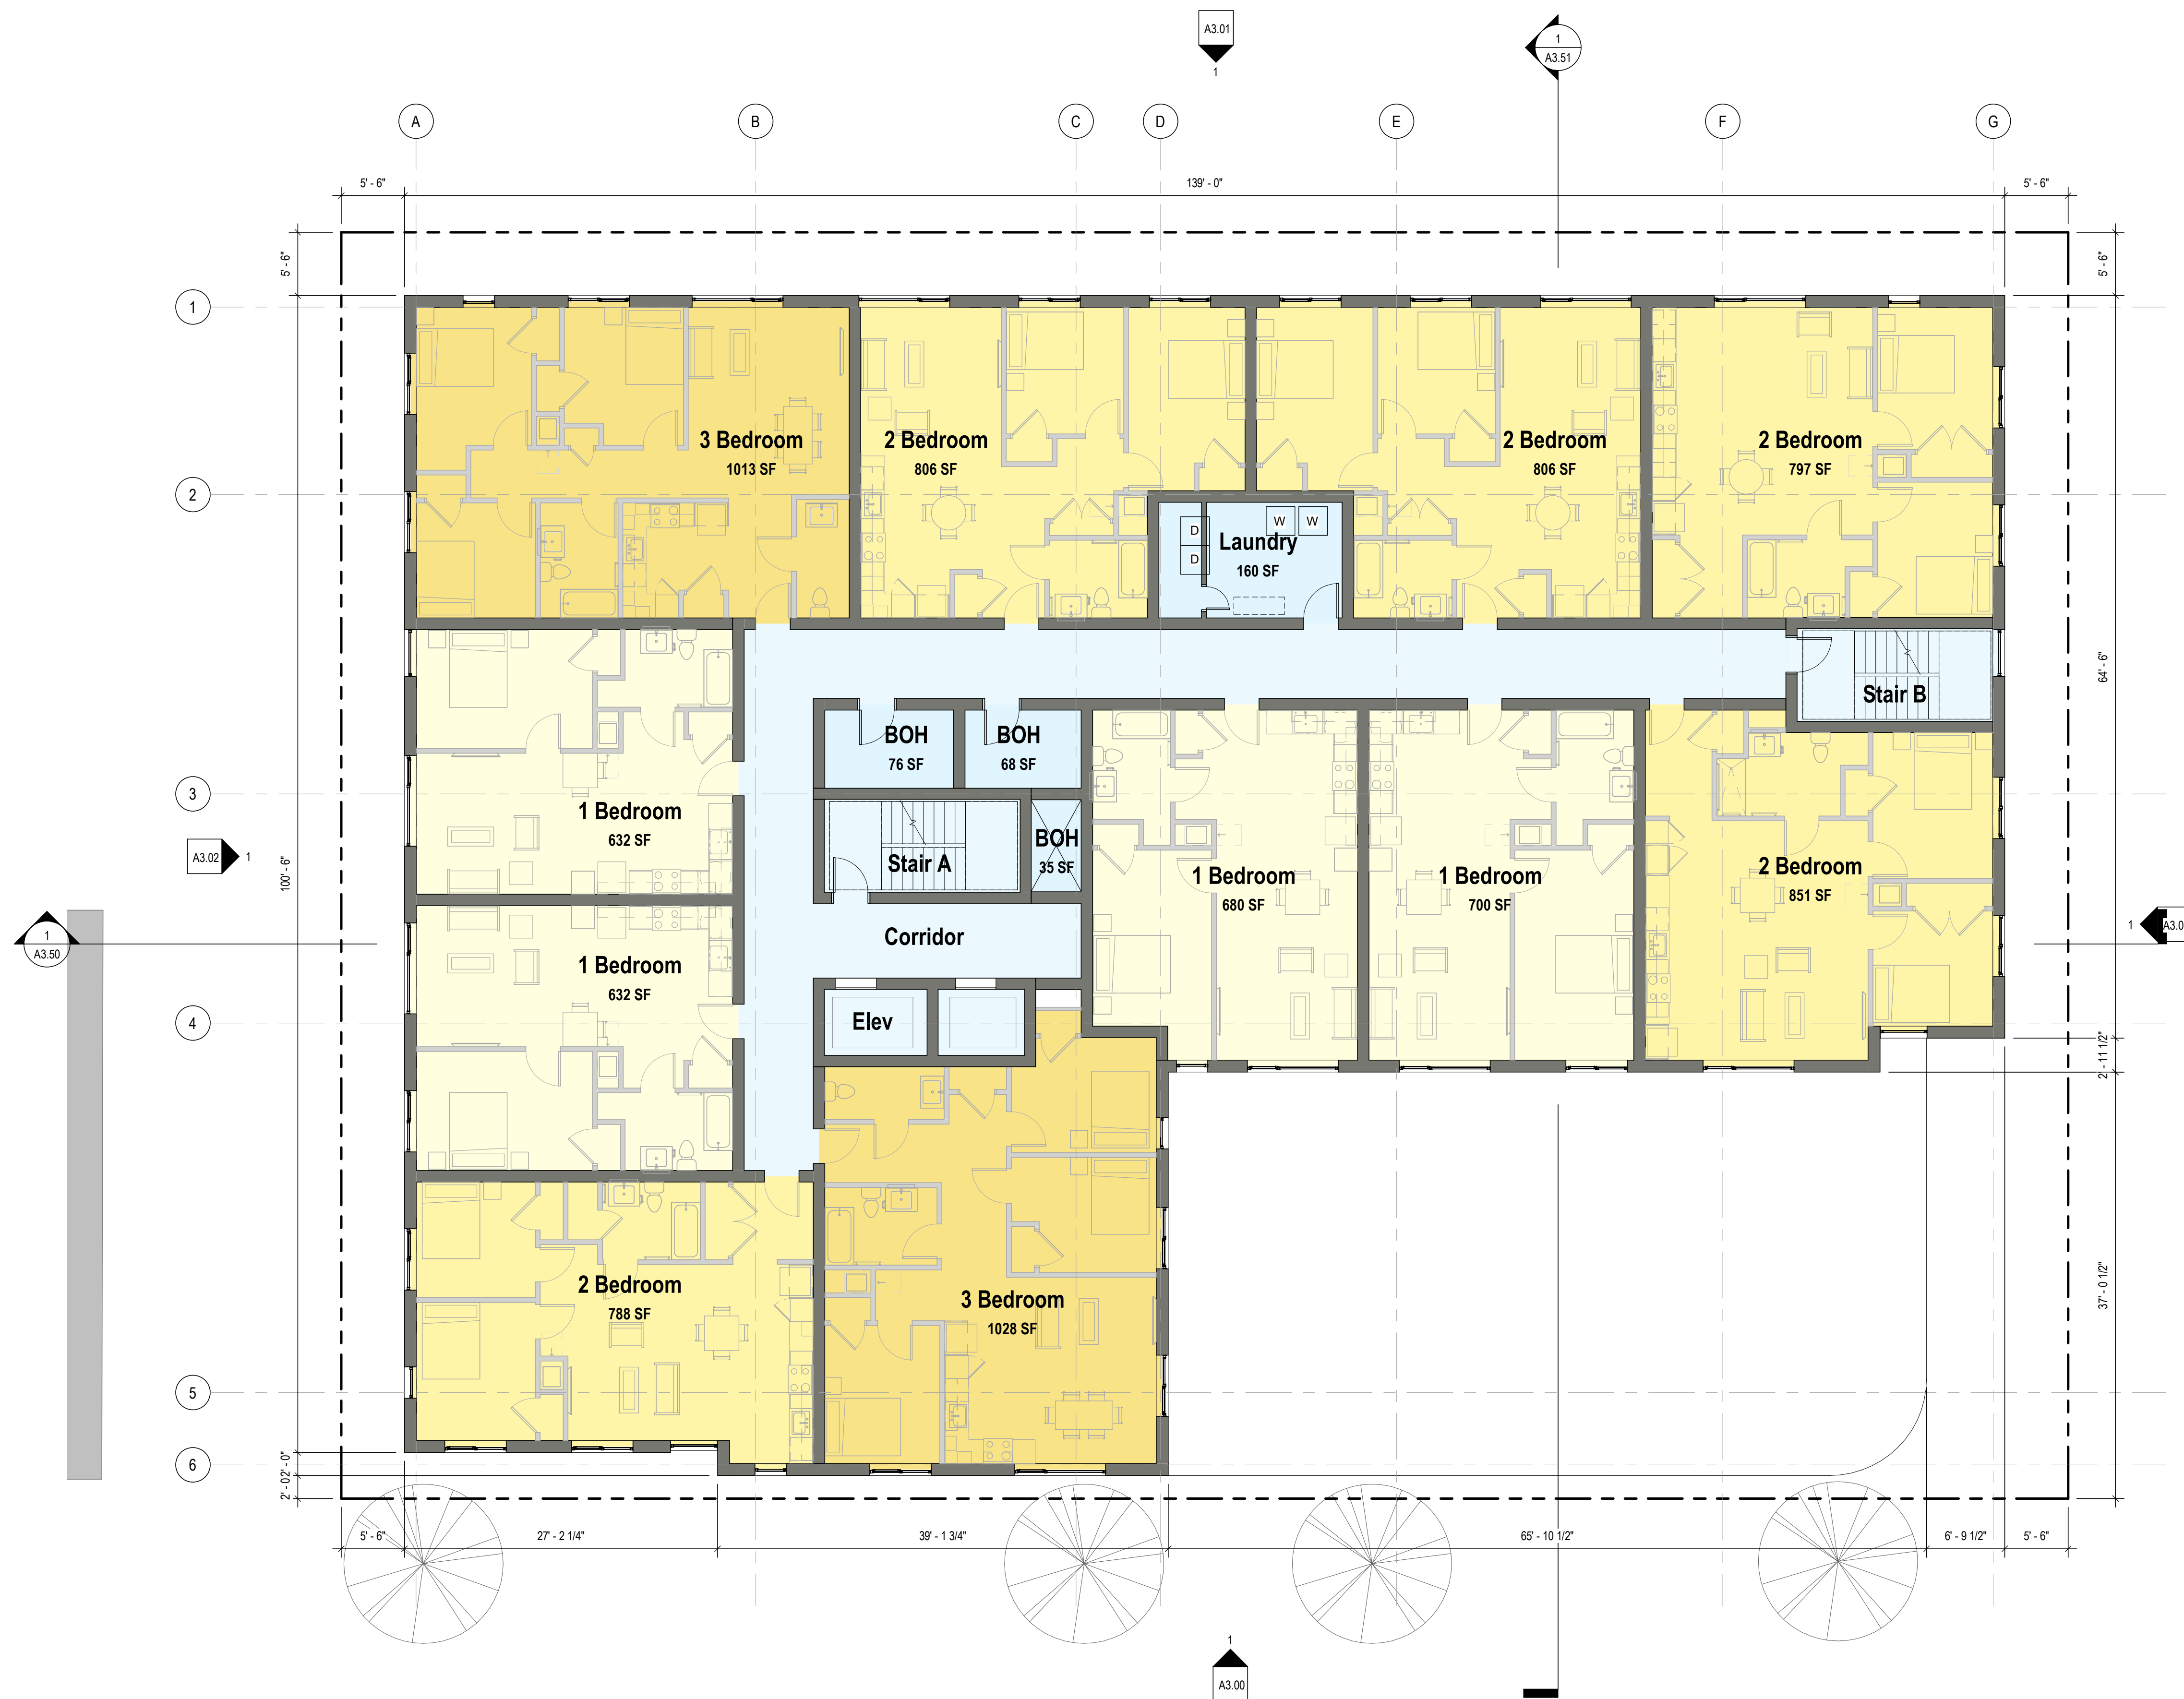 A3.01
1
1
A3.51
A
B
C
D
E
F
G
5' - 6"
139' - 0"
5' - 6"
5' - 6"
5' - 6"
1
3 Bedroom
1013 SF
2 Bedroom
806 SF
2 Bedroom
806 SF
2 Bedroom
797 SF
2
W
W
D
D
Laundry
160 SF
64' - 6"
Stair B
BOH
76 SF
BOH
68 SF
3
1 Bedroom
632 SF
A3.02
1
100' - 6"
Stair A
BOH
35 SF
1 Bedroom
680 SF
1 Bedroom
700 SF
2 Bedroom
851 SF
1
A3.50
Corridor
1
1 Bedroom
632 SF
4
Elev
2' - 11 1/2"
2 Bedroom
788 SF
3 Bedroom
1028 SF
37' - 0 1/2"
5
6
2' - 0"
5' - 6"
27' - 2 1/4"
39' - 1 3/4"
65' - 10 1/2"
6' - 9 1/2"
5' - 6"
1
A3.00